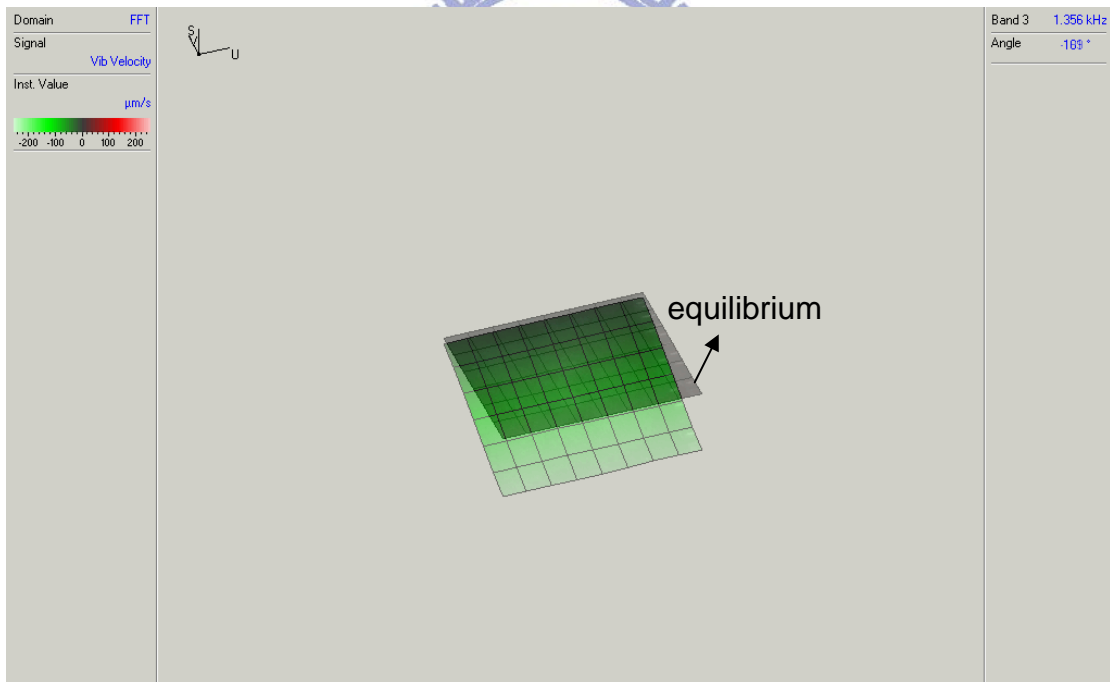 Domain FFT
Signal
Vib Velocity
Inst. Value
µm/s
-200 -100 0 100 200
S
V
U
equilibrium
Band 3 1.356 kHz
Angle -169 °